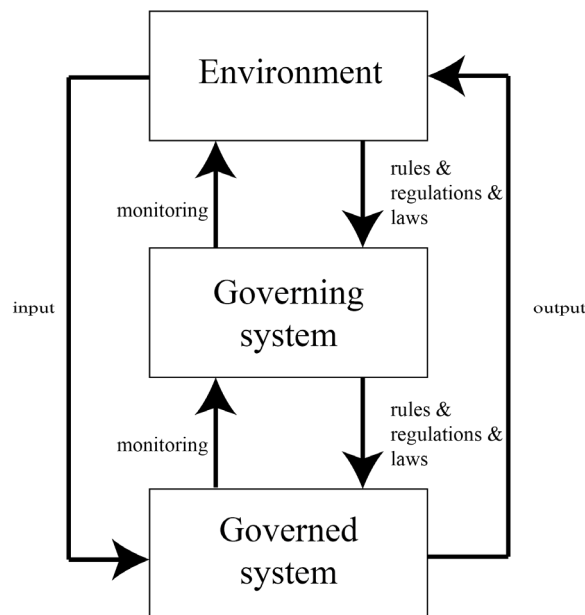 Environment
monitoring
rules &
regulations &
laws
input
Governing
system
output
monitoring
rules &
regulations &
laws
Governed
system